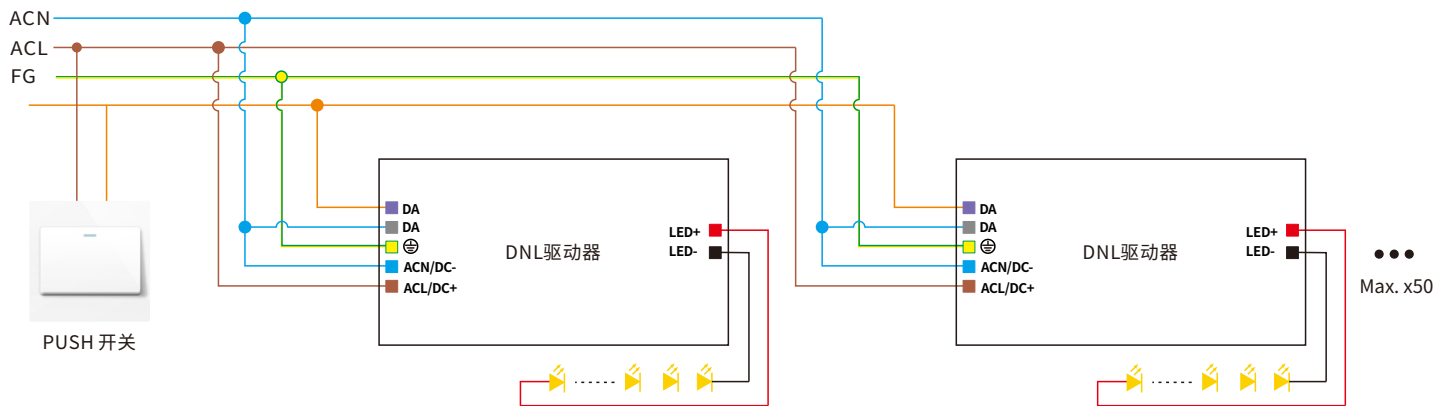 ACN
ACL
FG
PUSH 开关
DA
DA
ACN/DC-
ACL/DC+
DNL驱动器
LED+
LED-
DA
DA
ACN/DC-
ACL/DC+
DNL驱动器
LED+
LED-
Max. x50